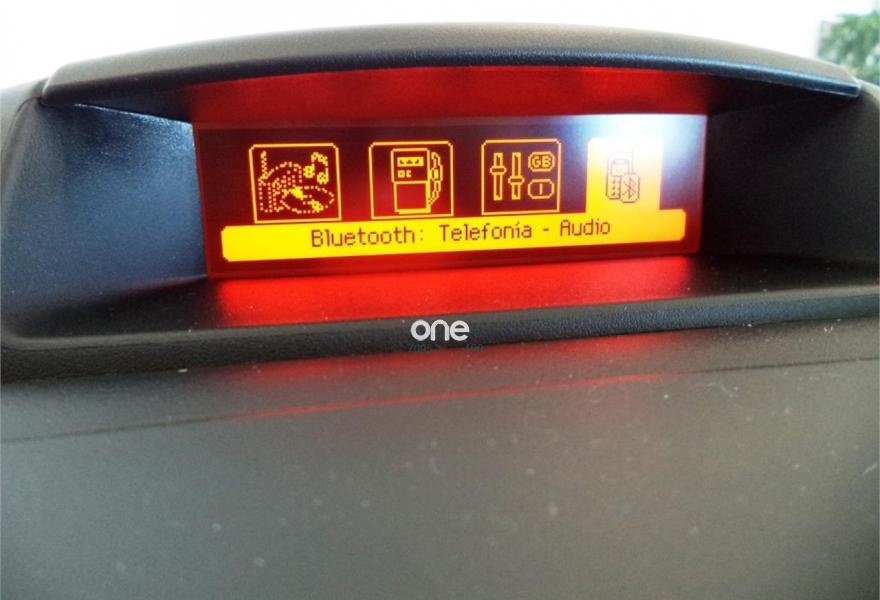 GB
I
Bluetooth: Telefonía - Audio
one